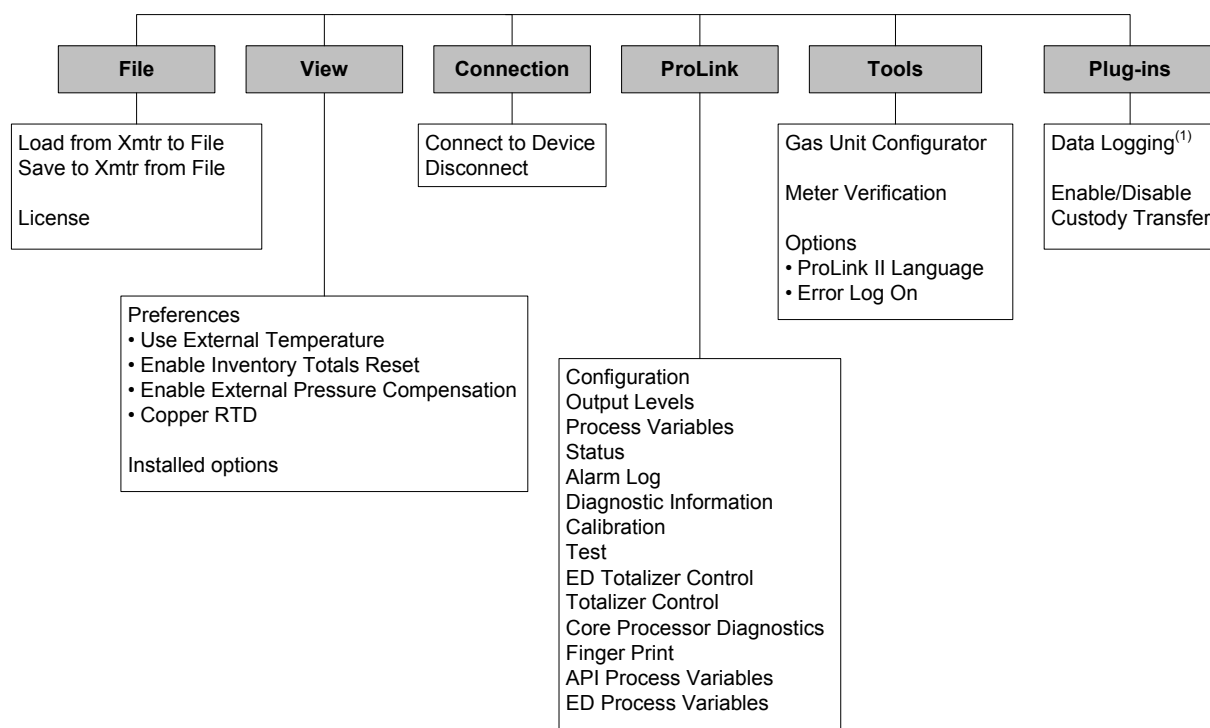 File
View
Connection
ProLink
Tools
Plug-ins
Load from Xmtr to File
Save to Xmtr from File
License
Preferences
• Use External Temperature
• Enable Inventory Totals Reset
• Enable External Pressure Compensation
• Copper RTD
Installed options
Connect to Device
Disconnect
Configuration
Output Levels
Process Variables
Status
Alarm Log
Diagnostic Information
Calibration
Test
ED Totalizer Control
Totalizer Control
Core Processor Diagnostics
Finger Print
API Process Variables
ED Process Variables
Gas Unit Configurator
Meter Verification
Options
• ProLink II Language
• Error Log On
Data Logging(1)
Enable/Disable
Custody Transfer